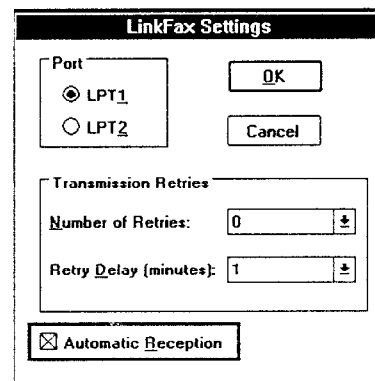 LinkFax Settings
Port
LPT1
LPT2
OK
Cancel
Transmission Retries
Number of Retries: 0
Retry Delay (minutes): 1
Automatic Reception